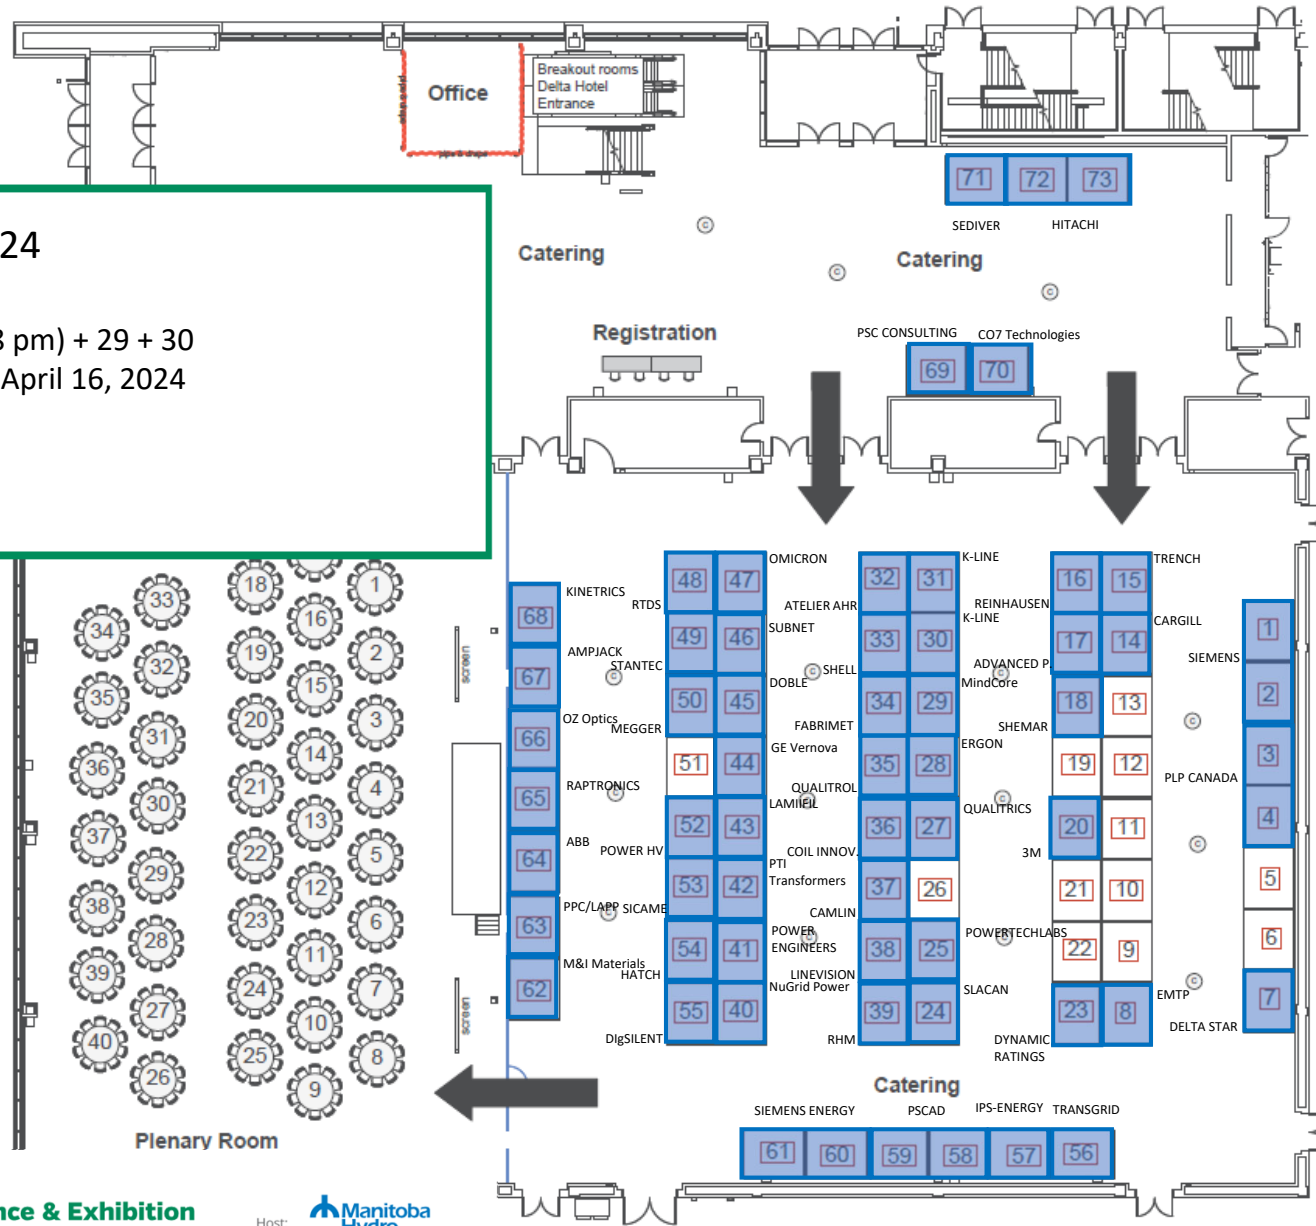 Office
Breakout rooms
Delta Hotel
Entrance
71 72 73
SEDIVER HITACHI
24
Catering
Catering
Registration
8 pm) + 29 + 30
April 16, 2024
PSC CONSULTING CO7 Technologies
69 70
OMICRON
K-LINE
TRENCH
48 47
32 31
16 15
KINETRICS
RTDS
ATELIER AHR
REINHAUSEN
68
K-LINE
CARGILL
SUBNET
49 46
33 30
17 14
1
AMPJACK
STANTEC
SHELL
ADVANCED P.
SIEMENS
67
DOBLE
MindCore
50 45
34 29
18 13
2
OZ Optics
MEGGER
FABRIMET
SHEMAR
66
GE Vernova
ERGON
51 44
35 28
19 12
3
PLP CANADA
RAPTRONICS
QUALITROL
65
LAMIFIL
QUALITRICS
52 43
36 27
20 11
4
ABB
POWER HV
COIL INNOV.
3M
64
PTI
Transformers
53 42
37 26
21 10
5
PPC/LAPP
SICAME
CAMLIN
63
POWER
ENGINEERS
POWERTECHLABS
54 41
38 25
22 9
6
M&I Materials
HATCH
LINEVISION
62
NuGrid Power
SLACAN
EMTP
55 40
39 24
23 8
7
DIgSILENT
RHM
DYNAMIC
RATINGS
DELTA STAR
screen
screen
33
34
32
35
31
36
30
37
29
38
28
39
27
40
26
18
19
20
21
22
23
24
25
16
15
14
13
12
11
10
9
1
2
3
4
5
6
7
8
Plenary Room
Catering
SIEMENS ENERGY PSCAD IPS-ENERGY TRANSGRID
61 60 59 58 57 56
nce & Exhibition
Host:
Manitoba
Hydro